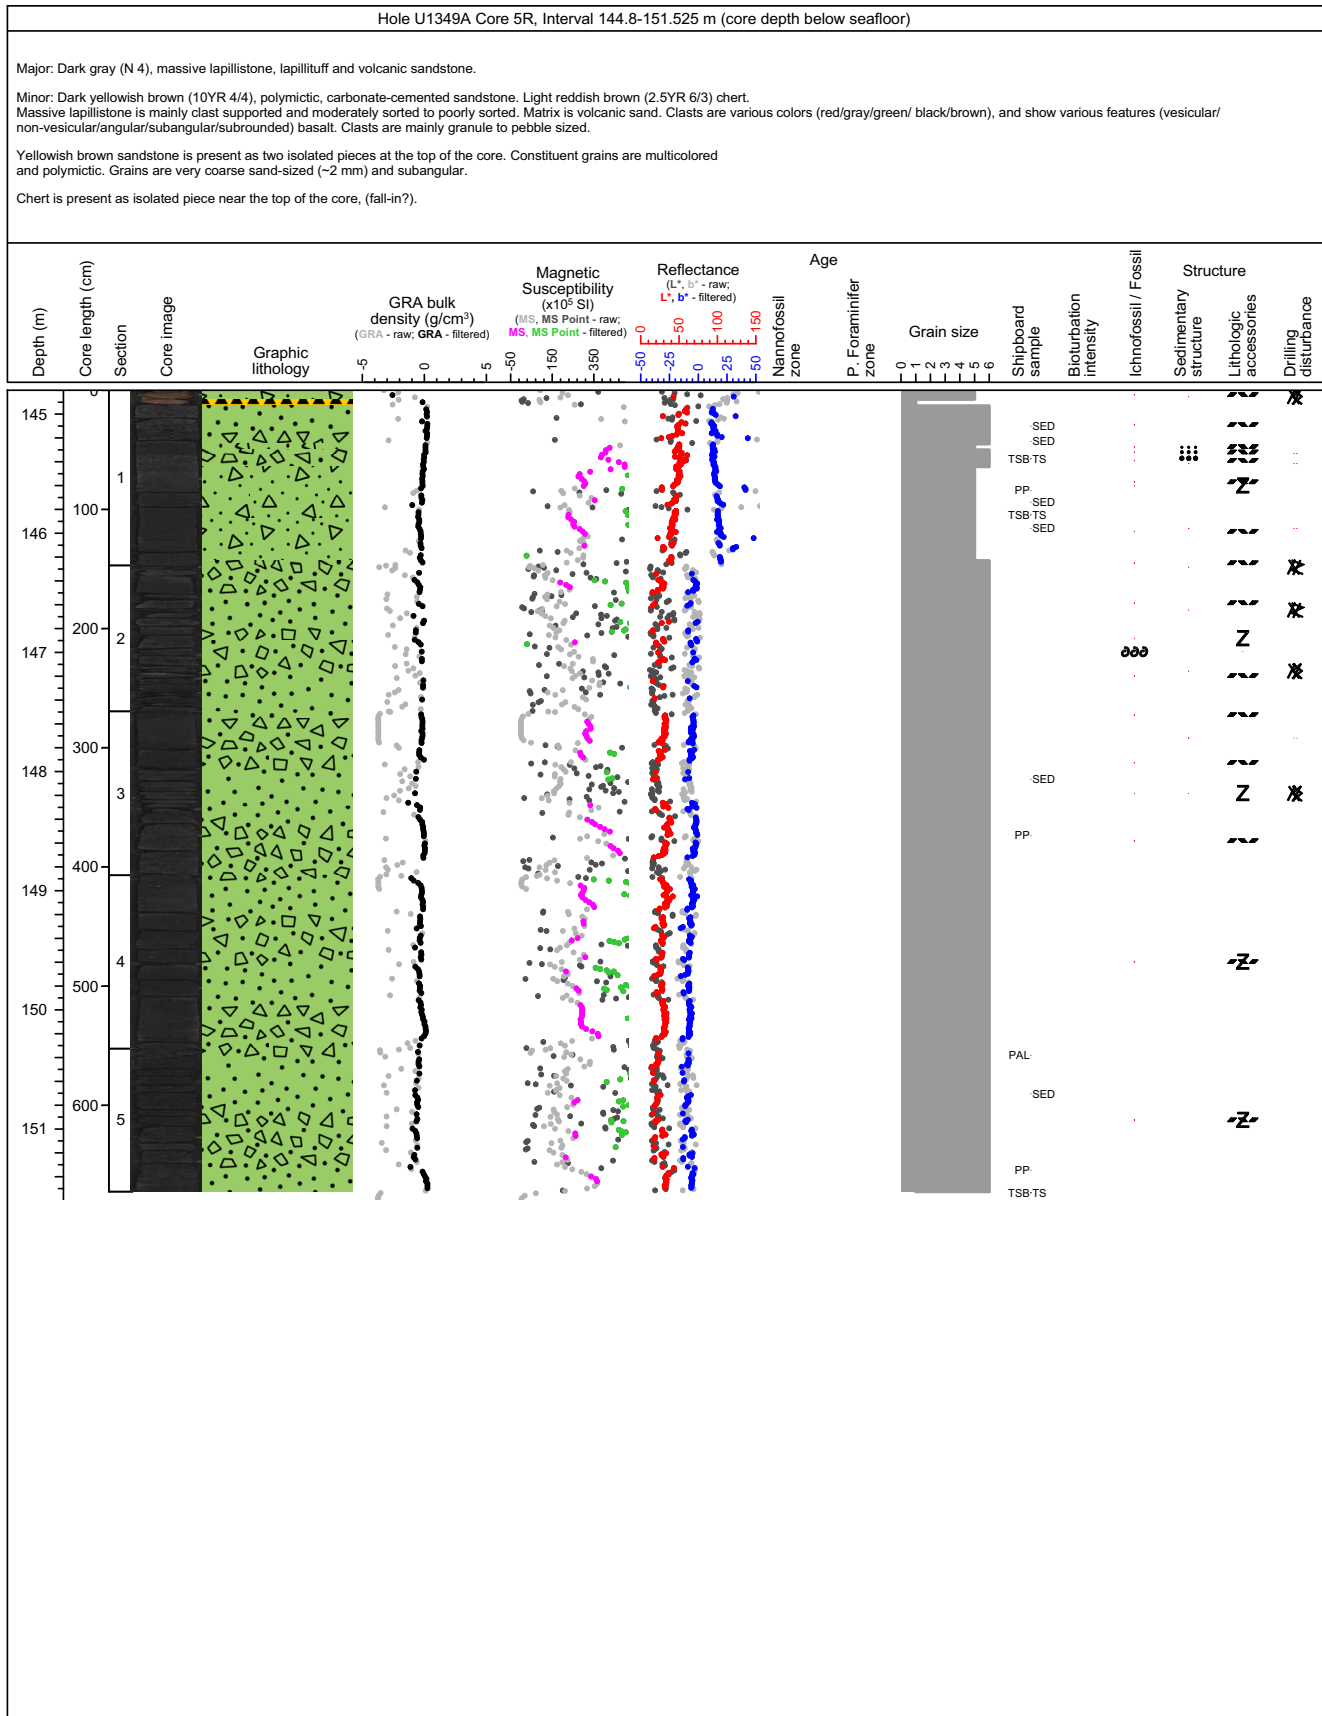 Hole U1349A Core 5R, Interval 144.8-151.525 m (core depth below seafloor)
Major: Dark gray (N 4), massive lapillistone, lapillituff and volcanic sandstone.
Minor: Dark yellowish brown (10YR 4/4), polymictic, carbonate-cemented sandstone. Light reddish brown (2.5YR 6/3) chert.
Massive lapillistone is mainly clast supported and moderately sorted to poorly sorted. Matrix is volcanic sand. Clasts are various colors (red/gray/green/ black/brown), and show various features (vesicular/
non-vesicular/angular/subangular/subrounded) basalt. Clasts are mainly granule to pebble sized.
Yellowish brown sandstone is present as two isolated pieces at the top of the core. Constituent grains are multicolored
and polymictic. Grains are very coarse sand-sized (~2 mm) and subangular.
Chert is present as isolated piece near the top of the core, (fall-in?).
Depth (m)
Core length (cm)
Section
Core image
Graphic
lithology
GRA bulk
density (g/cm³)
(GRA - raw; GRA - filtered)
-5 0 5
Magnetic
Susceptibility
(x10⁵ SI)
(MS, MS Point - raw;
MS, MS Point - filtered)
-50 150 350
Reflectance
(L*, b* - raw;
L*, b* - filtered)
0 50 100 150
-50 -25 0 25 50
Age
Nannofossil
zone
P. Foraminifer
zone
Grain size
0 1 2 3 4 5 6
Shipboard
sample
Bioturbation
intensity
Ichnofossil / Fossil
Structure
Sedimentary
structure
Lithologic
accessories
Drilling
disturbance
0
145
SED
SED
TSB TS
1
PP
Z
SED
100
TSB TS
SED
146
200
2
Z
147
300
148
SED
3
Z
PP
400
149
4
Z
500
150
PAL
SED
600
5
Z
151
PP
TSB TS